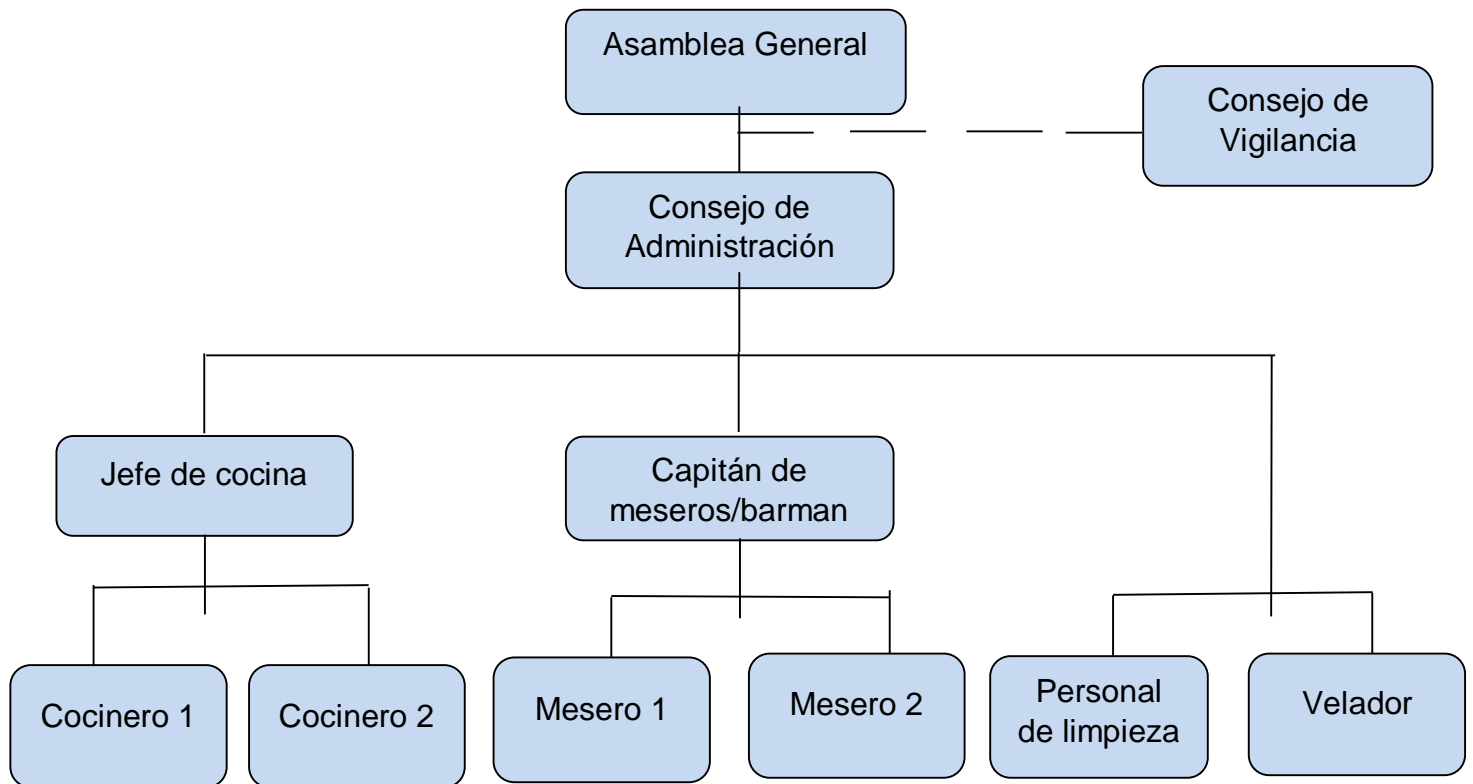 Asamblea General
Consejo de
Vigilancia
Consejo de
Administración
Jefe de cocina
Capitán de
meseros/barman
Cocinero 1
Cocinero 2
Mesero 1
Mesero 2
Personal
de limpieza
Velador